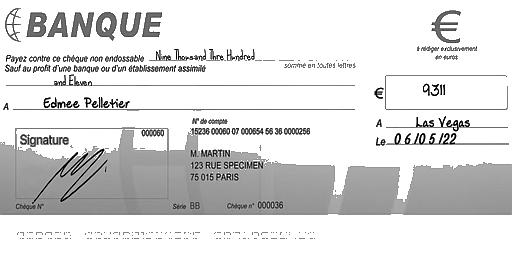 BANQUE
€
à rédiger exclusivement
en euros
Payez contre ce chèque non endossable Nine Thousand Thre Hundred
Sauf au profit d'une banque ou d'un établissement assimilé
somme en toutes lettres
and Eleven
€ 9311
A Edmee Pelletier
A Las Vegas
Le 06/05/22
Signature
000060
N° de compte
15236 00060 07 000654 56 36 0000256
M. MARTIN
123 RUE SPECIMEN
75 015 PARIS
Chèque N°
Série BB
Chèque n° 000036